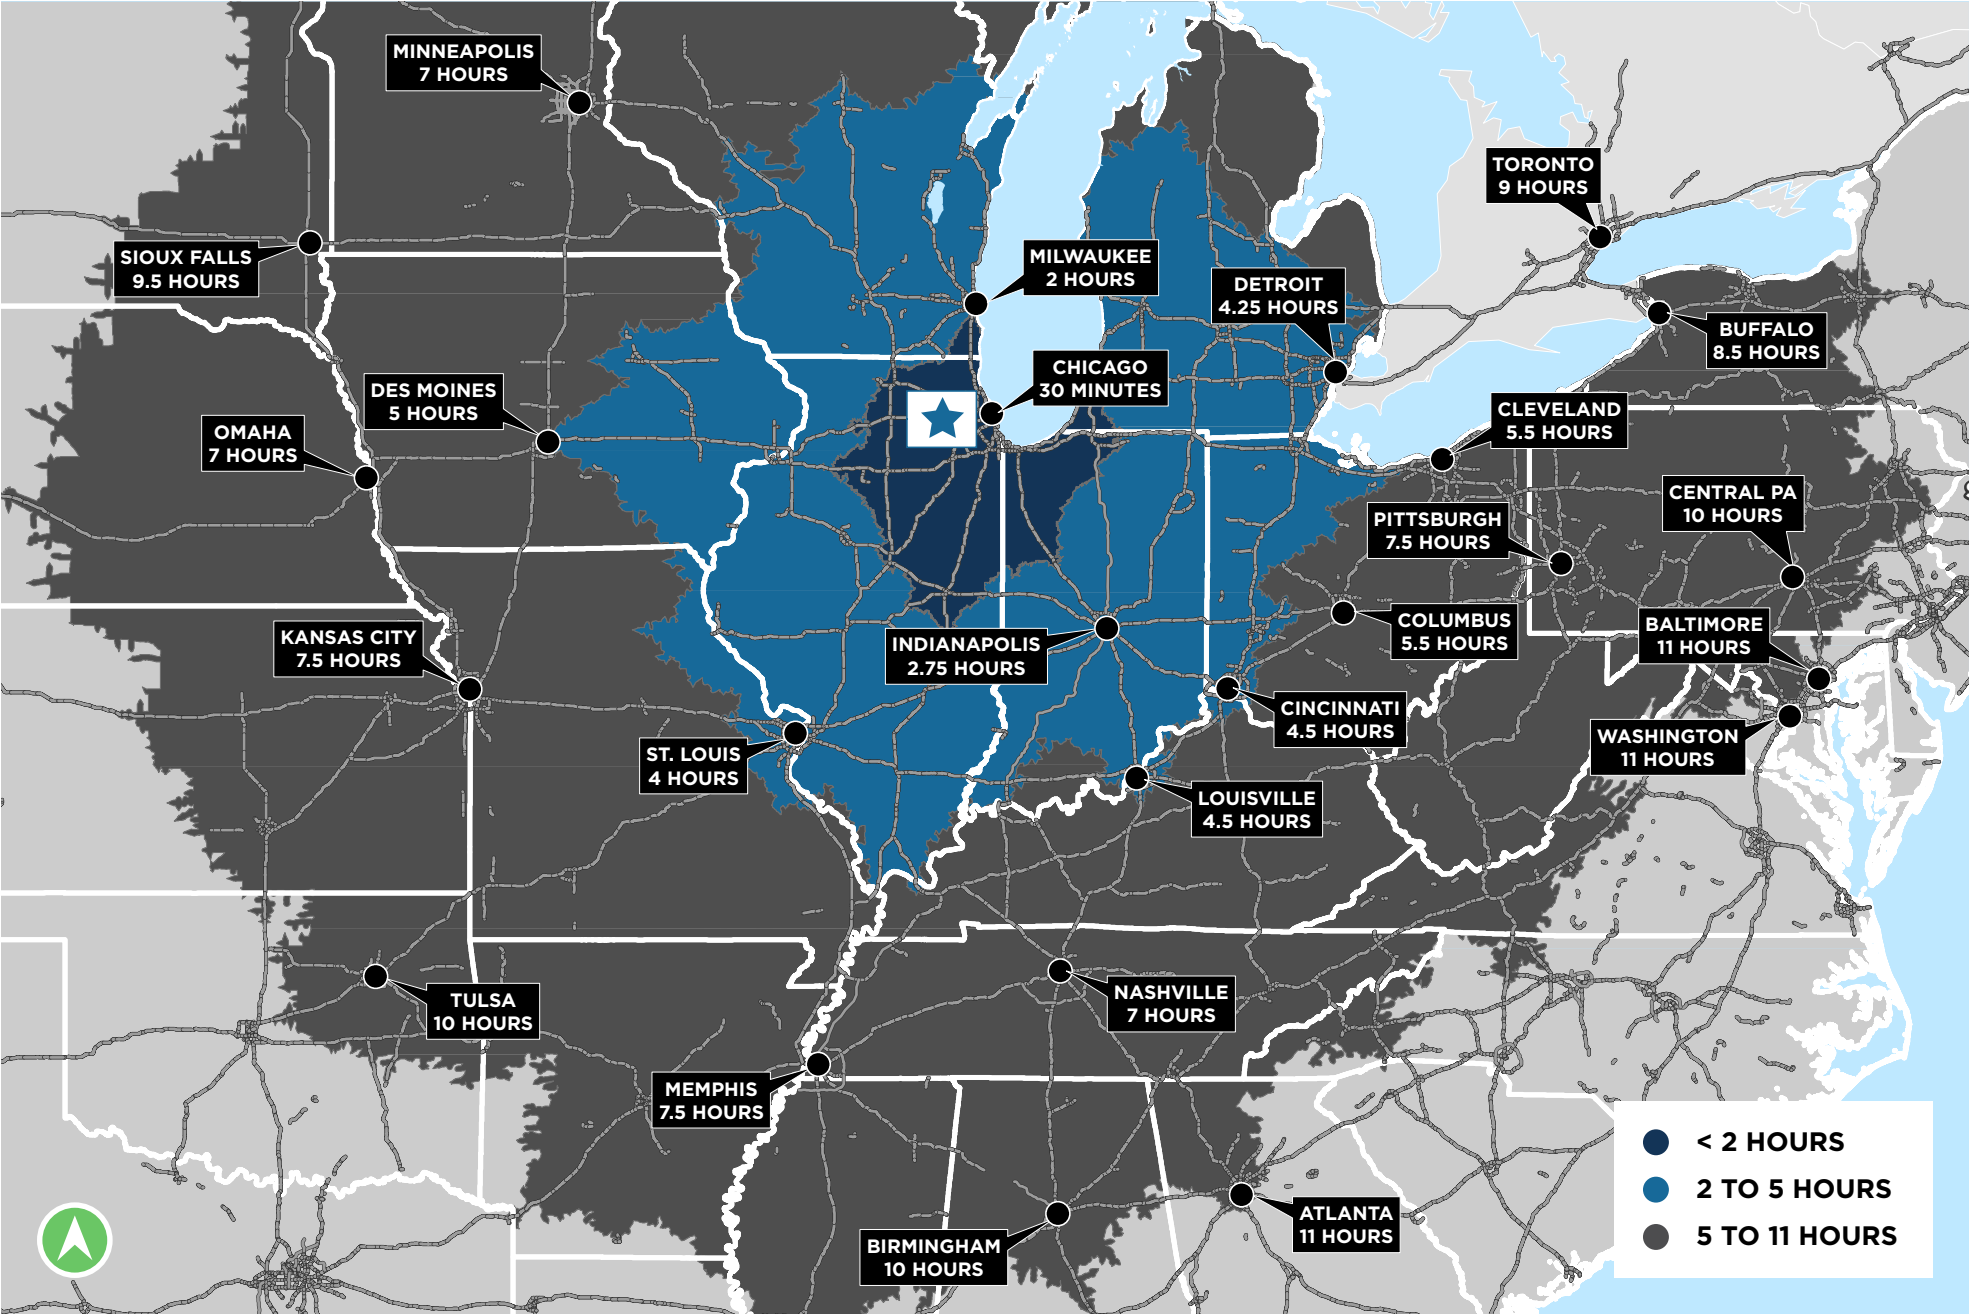 MINNEAPOLIS
7 HOURS
TORONTO
9 HOURS
SIOUX FALLS
9.5 HOURS
MILWAUKEE
2 HOURS
DETROIT
4.25 HOURS
BUFFALO
8.5 HOURS
CHICAGO
30 MINUTES
DES MOINES
5 HOURS
CLEVELAND
5.5 HOURS
OMAHA
7 HOURS
CENTRAL PA
10 HOURS
PITTSBURGH
7.5 HOURS
COLUMBUS
5.5 HOURS
BALTIMORE
11 HOURS
KANSAS CITY
7.5 HOURS
INDIANAPOLIS
2.75 HOURS
CINCINNATI
4.5 HOURS
WASHINGTON
11 HOURS
ST. LOUIS
4 HOURS
LOUISVILLE
4.5 HOURS
TULSA
10 HOURS
NASHVILLE
7 HOURS
MEMPHIS
7.5 HOURS
ATLANTA
11 HOURS
BIRMINGHAM
10 HOURS
< 2 HOURS
2 TO 5 HOURS
5 TO 11 HOURS